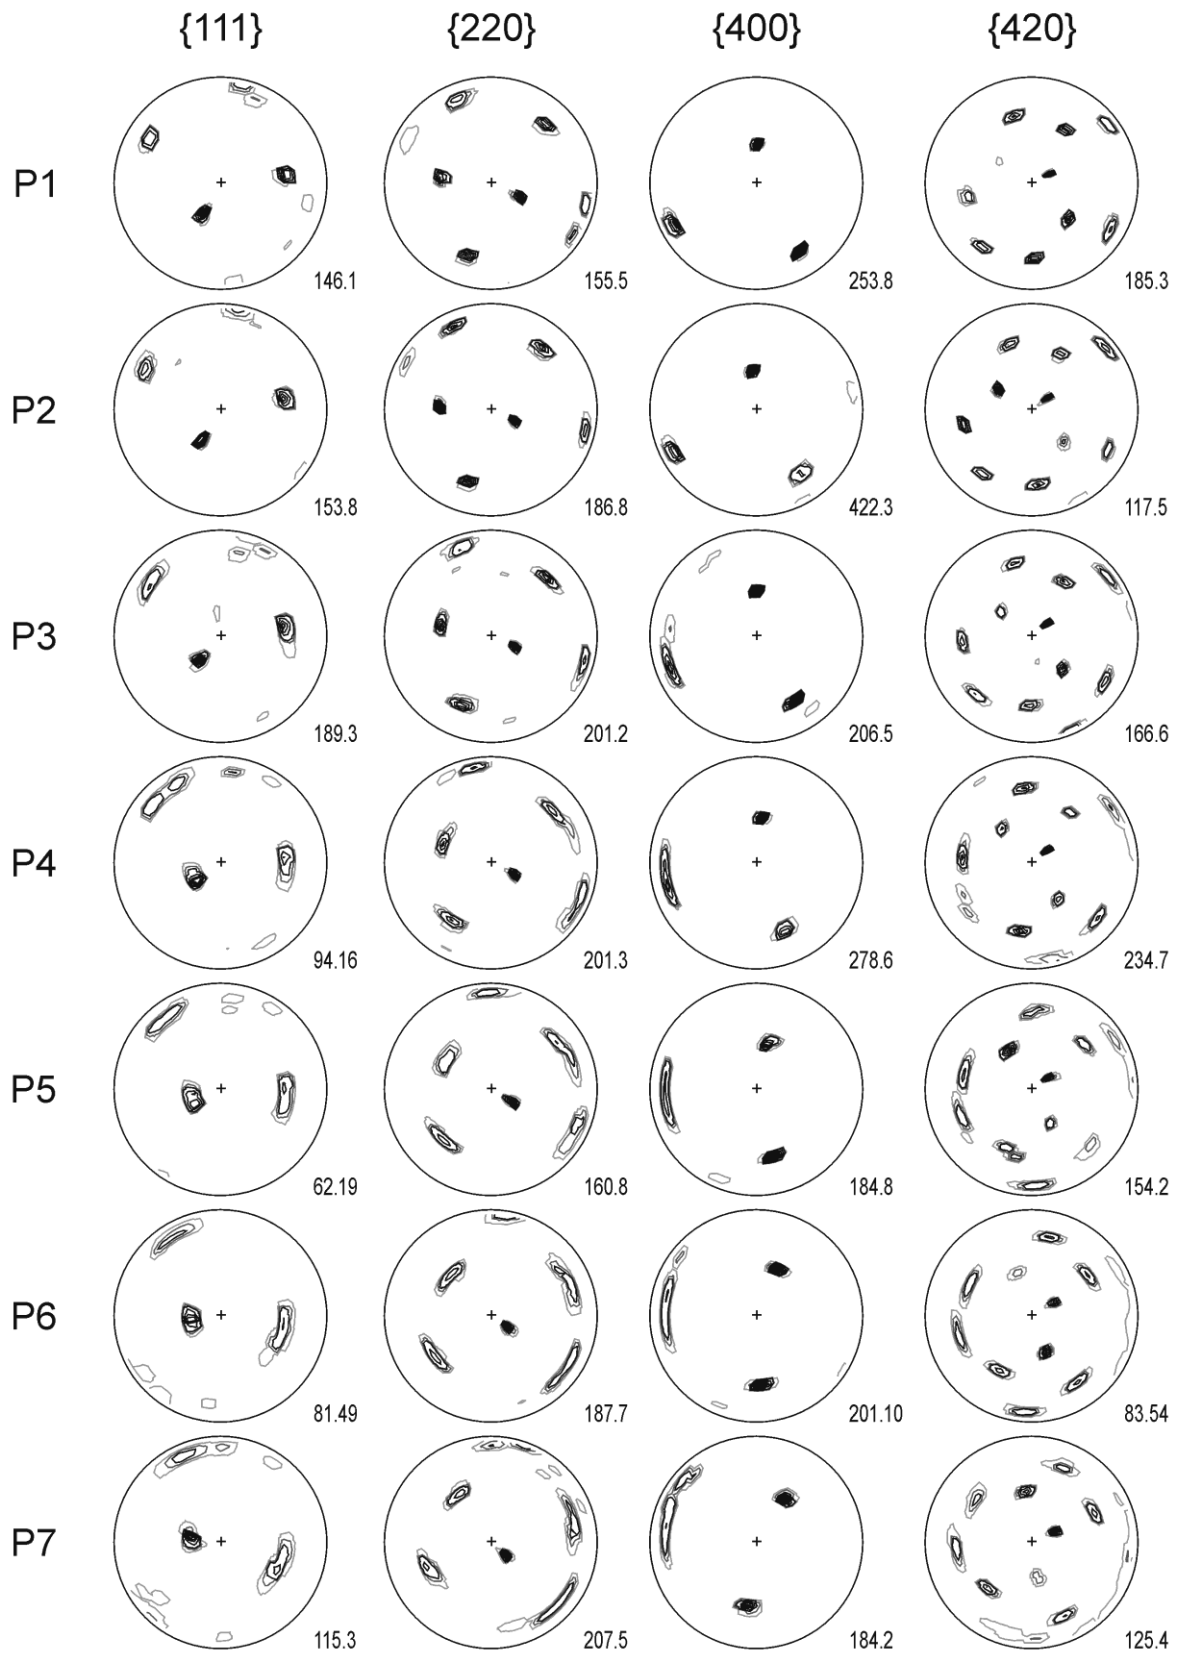 {111} {220} {400} {420}
P1
146.1 155.5 253.8 185.3
P2
153.8 186.8 422.3 117.5
P3
189.3 201.2 206.5 166.6
P4
94.16 201.3 278.6 234.7
P5
62.19 160.8 184.8 154.2
P6
81.49 187.7 201.10 83.54
P7
115.3 207.5 184.2 125.4